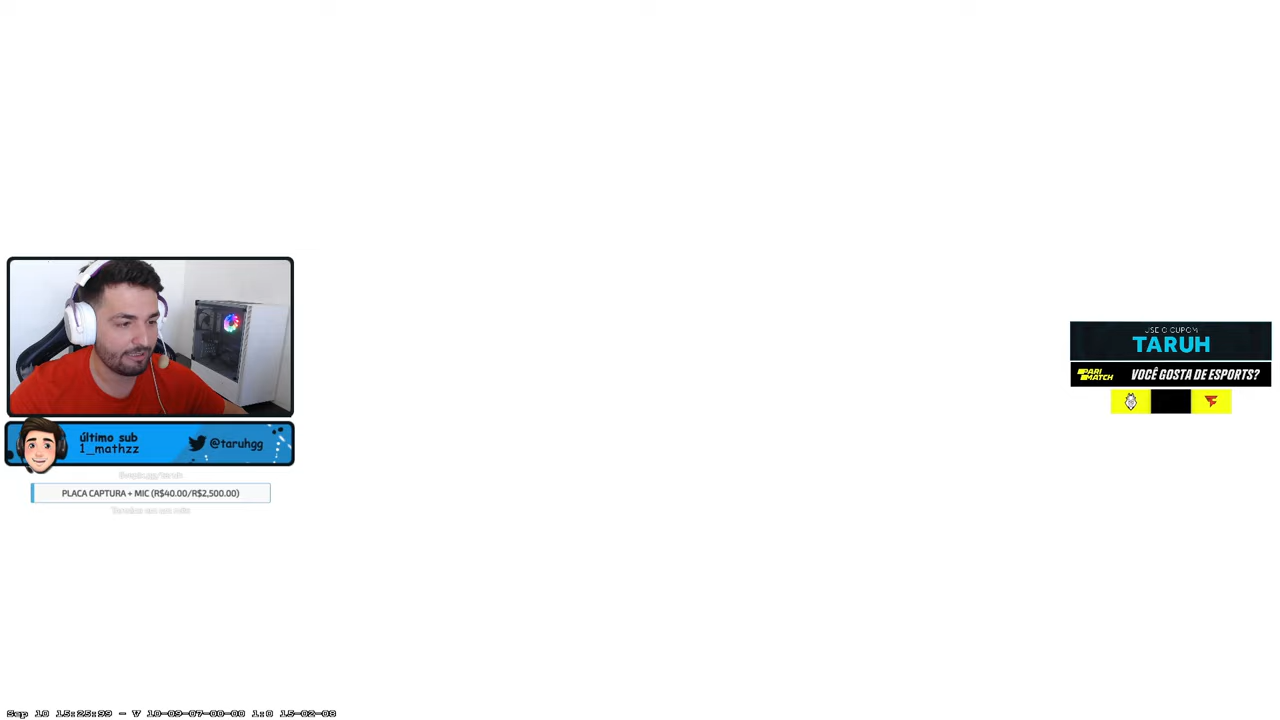 USE O CUPOM
TARUH
PARI MATCH
VOCÊ GOSTA DE ESPORTS?
último sub
1_mathzz
@taruhgg
PLACA CAPTURA + MIC (R$40.00/R$2,500.00)